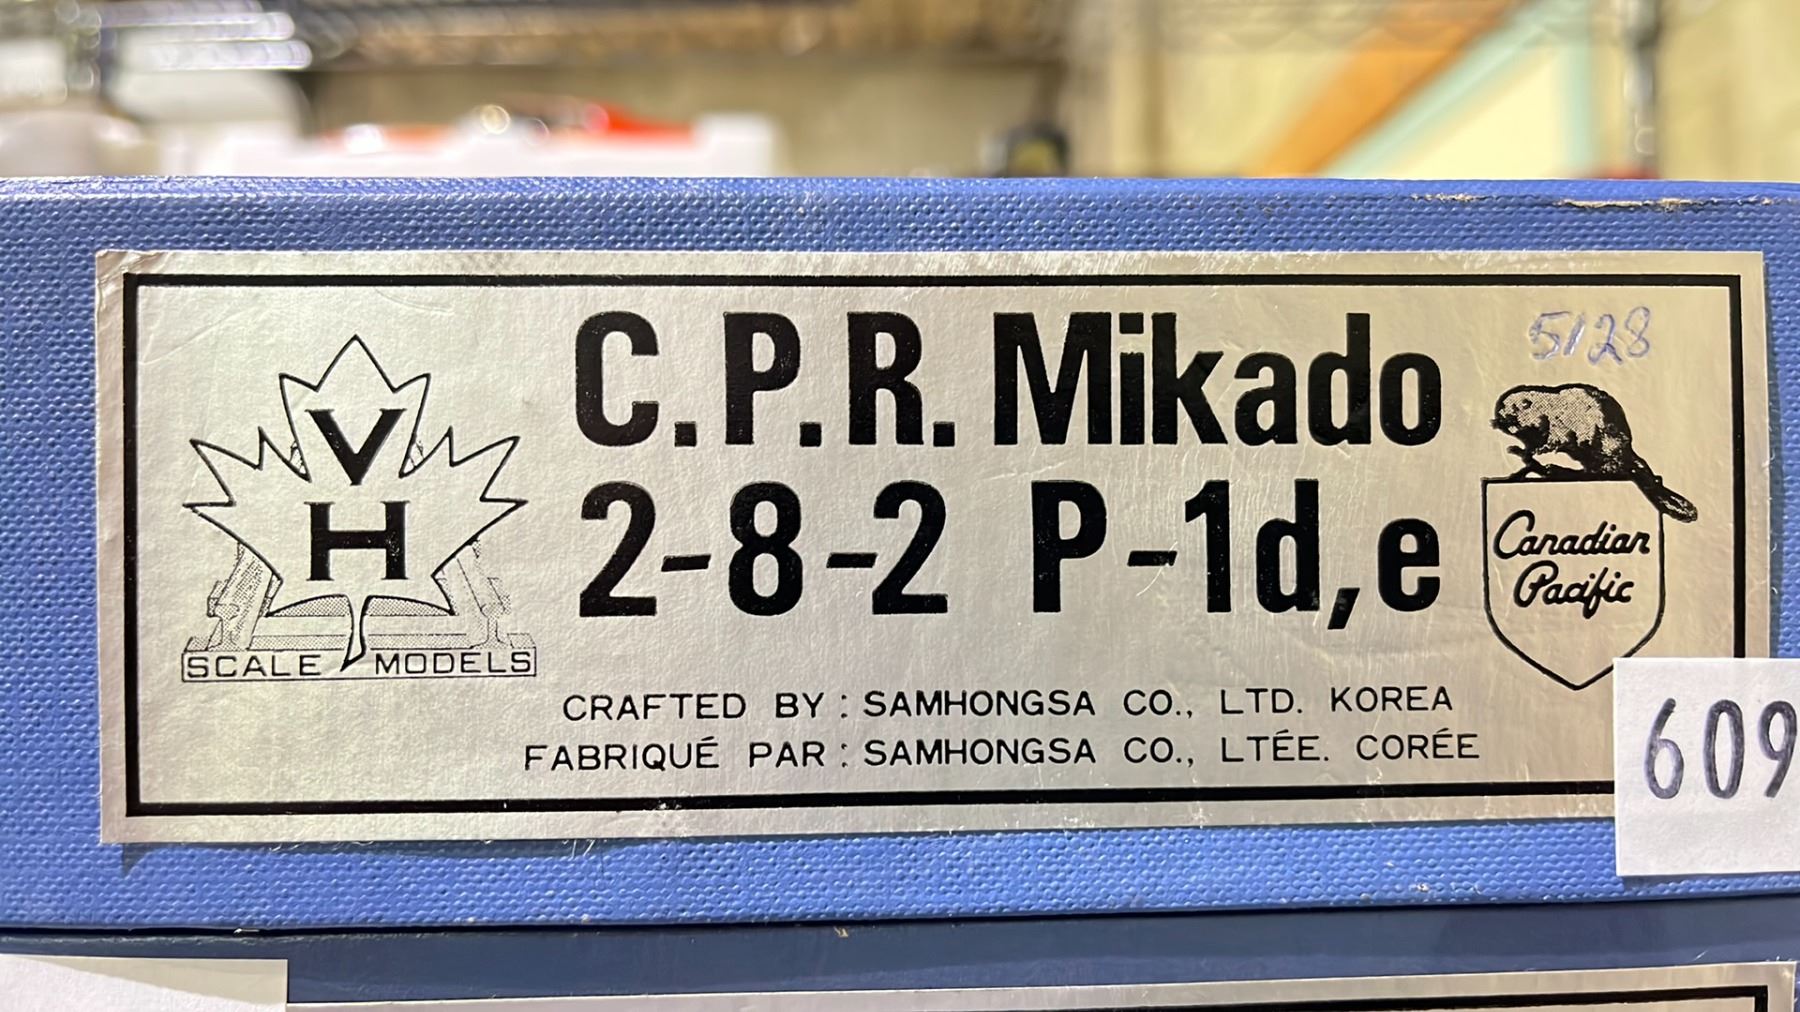 V
H
SCALE MODELS
C.P.R. Mikado
2-8-2 P-1d,e
5128
Canadian
Pacific
CRAFTED BY : SAMHONGSA CO., LTD. KOREA
FABRIQUÉ PAR : SAMHONGSA CO., LTÉE. CORÉE
609